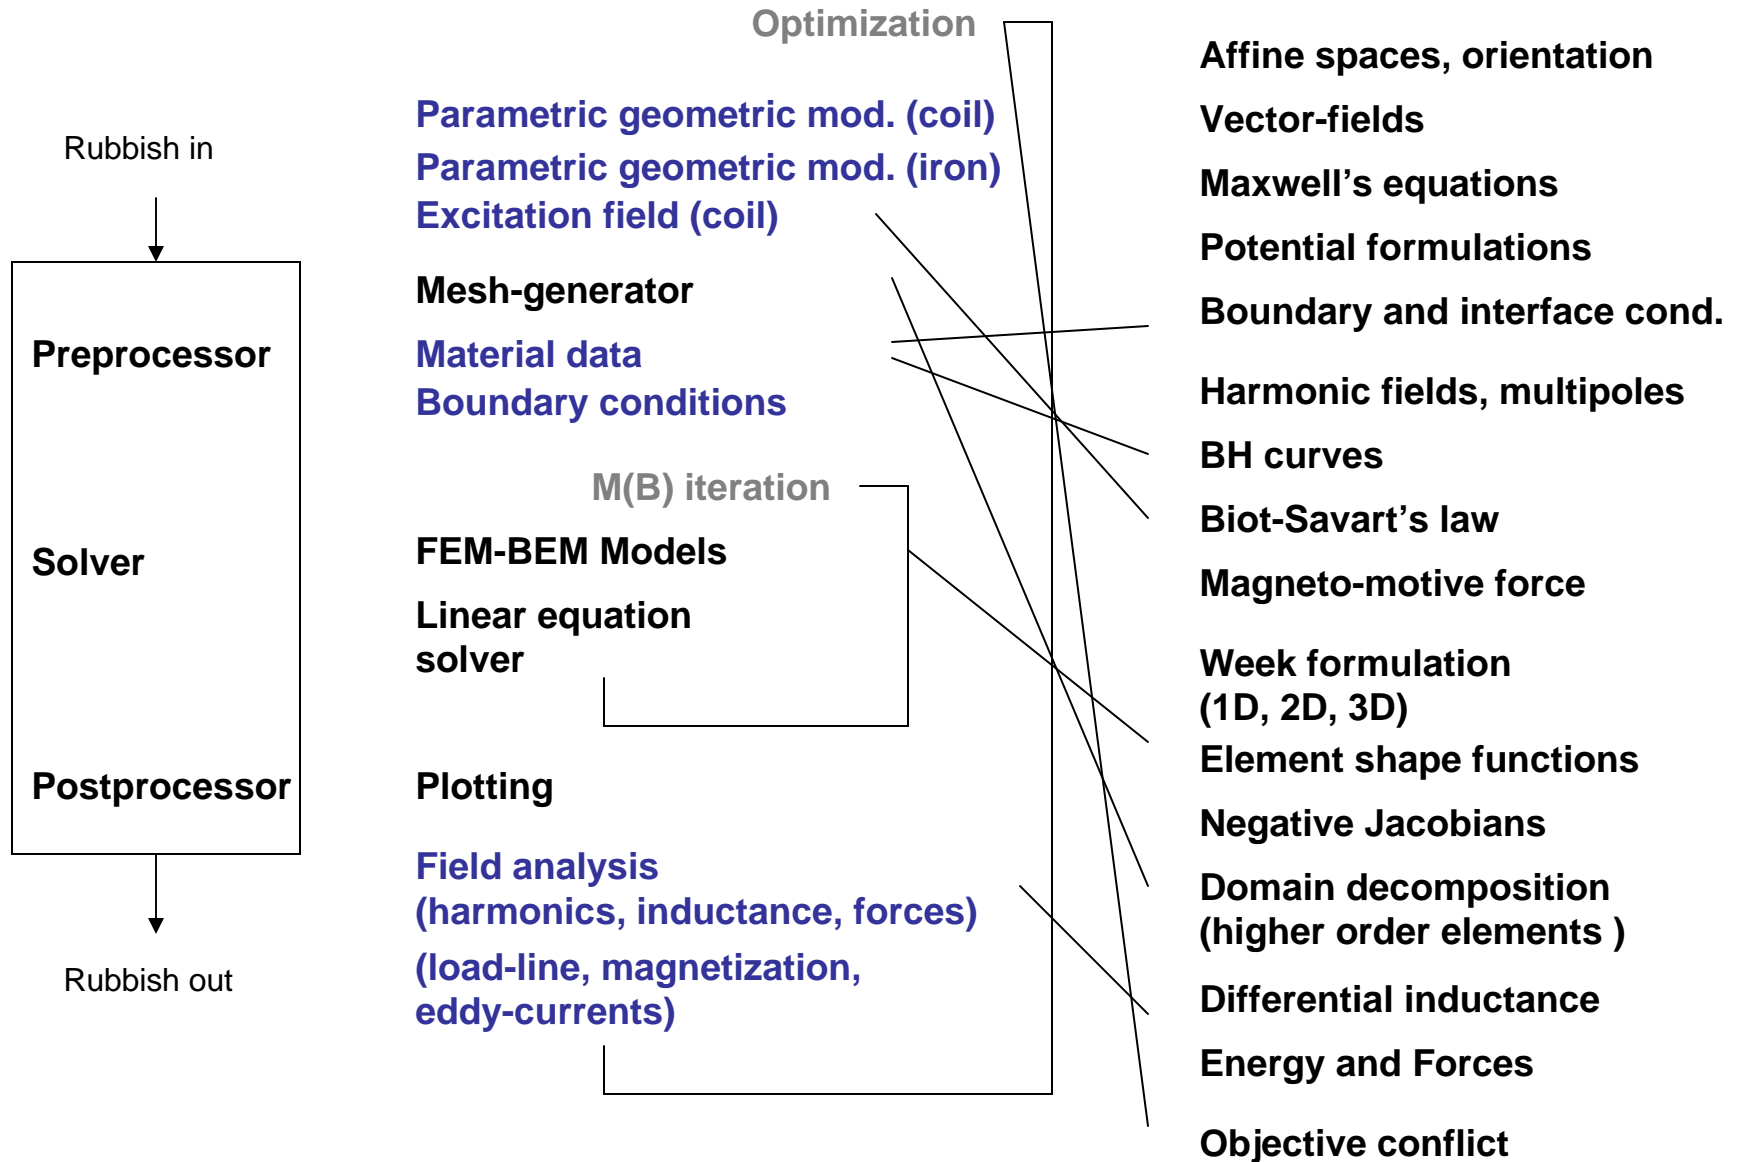 Optimization
Rubbish in
Preprocessor
Solver
Postprocessor
Rubbish out
Parametric geometric mod. (coil)
Parametric geometric mod. (iron)
Excitation field (coil)
Mesh-generator
Material data
Boundary conditions
M(B) iteration
FEM-BEM Models
Linear equation
solver
Plotting
Field analysis
(harmonics, inductance, forces)
(load-line, magnetization,
eddy-currents)
Affine spaces, orientation
Vector-fields
Maxwell’s equations
Potential formulations
Boundary and interface cond.
Harmonic fields, multipoles
BH curves
Biot-Savart’s law
Magneto-motive force
Week formulation
(1D, 2D, 3D)
Element shape functions
Negative Jacobians
Domain decomposition
(higher order elements )
Differential inductance
Energy and Forces
Objective conflict